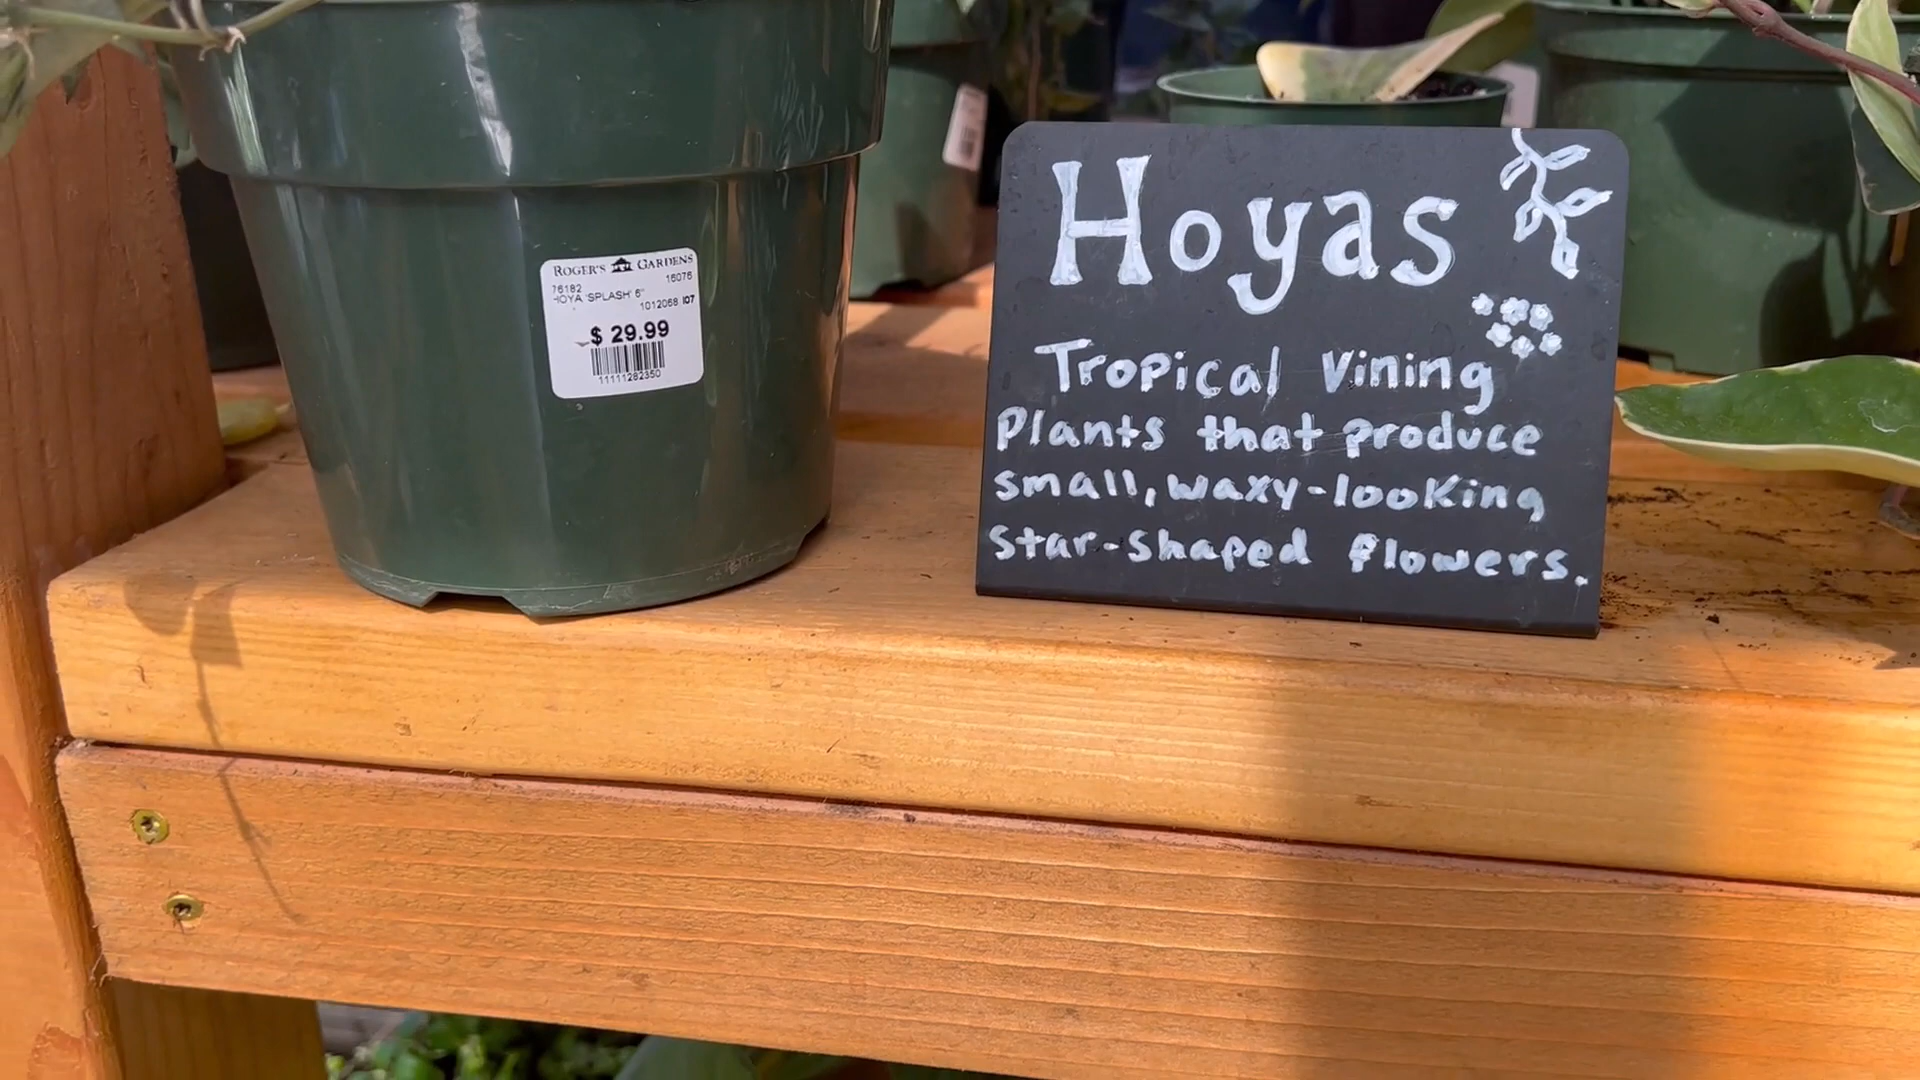 ROGER'S GARDENS
76182 16076
HOYA 'SPLASH' 6"
1012068 I07
$ 29.99
11111282350
Hoyas
Tropical Vining
Plants that produce
small, waxy-looking
star-shaped flowers.